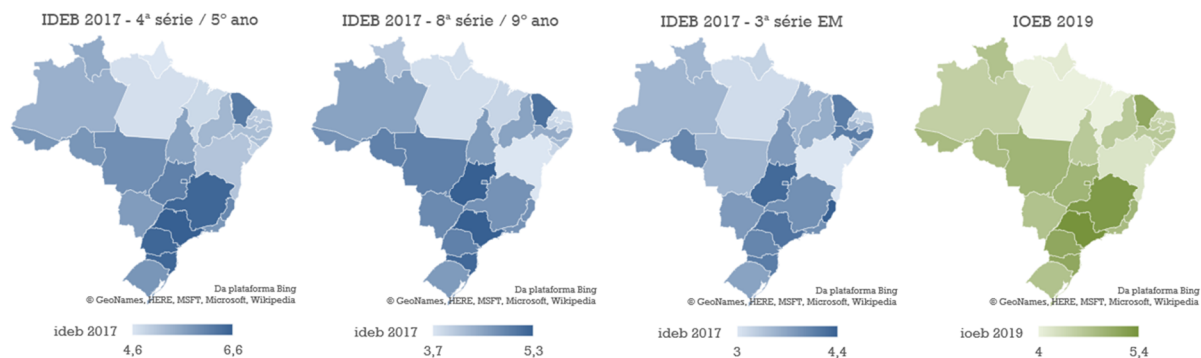 IDEB 2017 - 4ª série / 5º ano
Da plataforma Bing
© GeoNames, HERE, MSFT, Microsoft, Wikipedia
ideb 2017
4,6 6,6
IDEB 2017 - 8ª série / 9º ano
Da plataforma Bing
© GeoNames, HERE, MSFT, Microsoft, Wikipedia
ideb 2017
3,7 5,3
IDEB 2017 - 3ª série EM
Da plataforma Bing
© GeoNames, HERE, MSFT, Microsoft, Wikipedia
ideb 2017
3 4,4
IOEB 2019
Da plataforma Bing
© GeoNames, HERE, MSFT, Microsoft, Wikipedia
ioeb 2019
4 5,4